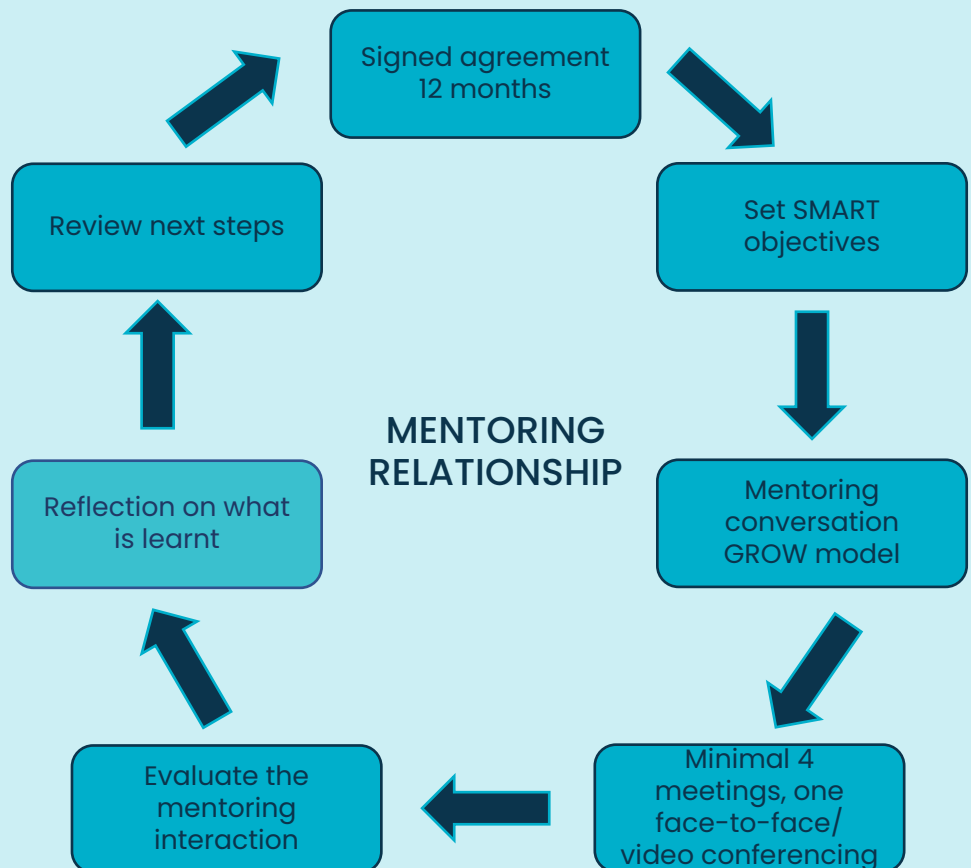 Signed agreement
12 months
Set SMART
objectives
Mentoring
conversation
GROW model
Minimal 4
meetings, one
face-to-face/
video conferencing
Evaluate the
mentoring
interaction
Reflection on what
is learnt
Review next steps
MENTORING
RELATIONSHIP